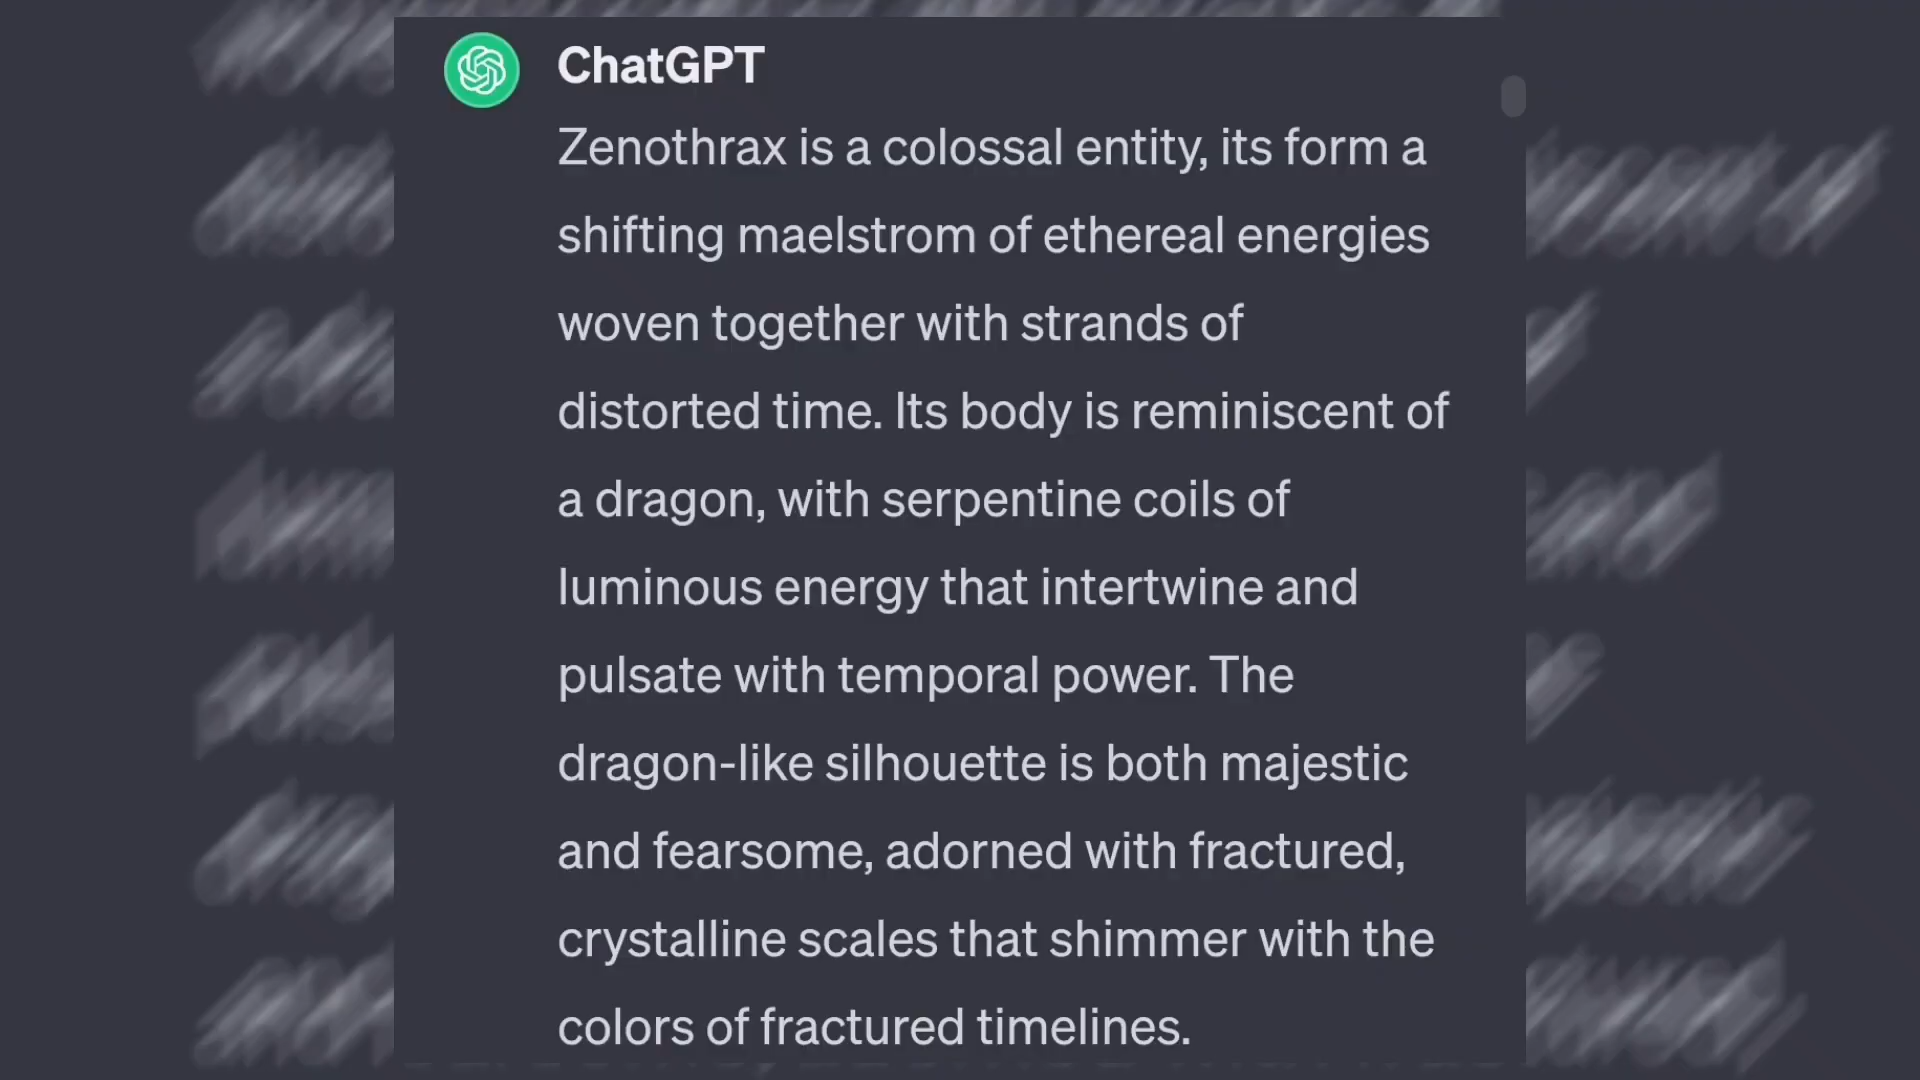 ChatGPT
Zenothrax is a colossal entity, its form a
shifting maelstrom of ethereal energies
woven together with strands of
distorted time. Its body is reminiscent of
a dragon, with serpentine coils of
luminous energy that intertwine and
pulsate with temporal power. The
dragon-like silhouette is both majestic
and fearsome, adorned with fractured,
crystalline scales that shimmer with the
colors of fractured timelines.